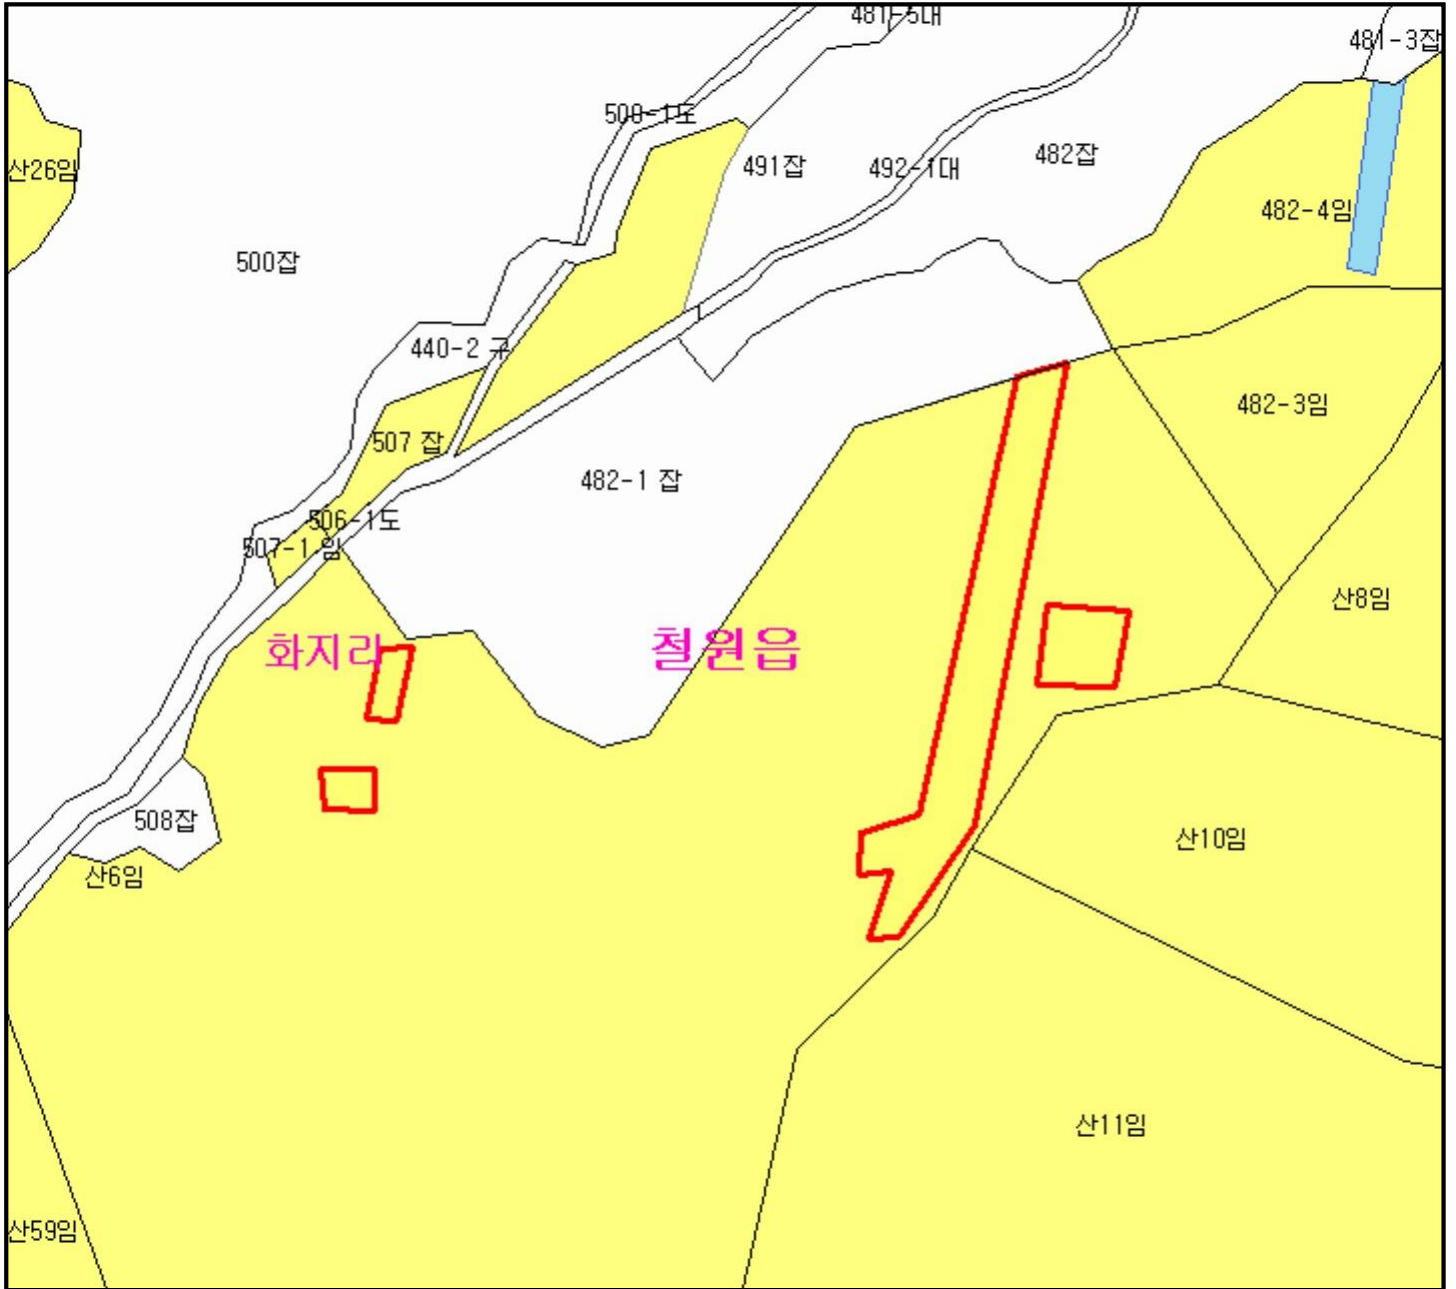 481-5대
481-3잡
500-1도
산26임
491잡
492-1대
482잡
482-4임
500잡
440-2 구
482-3임
507 잡
482-1 잡
506-1도
507-1 임
산8임
화지리
철원읍
508잡
산10임
산6임
산11임
산59임